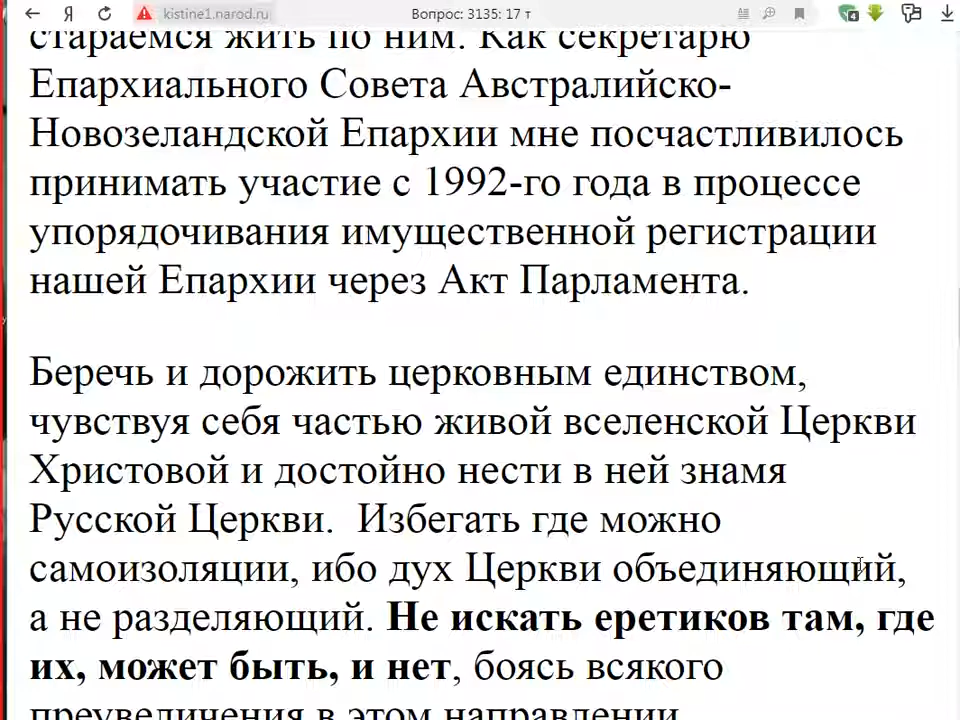 kistine1.narod.ru
Вопрос: 3135: 17 т
4
стараемся жить по ним. Как секретарю
Епархиального Совета Австралийско-
Новозеландской Епархии мне посчастливилось
принимать участие с 1992-го года в процессе
упорядочивания имущественной регистрации
нашей Епархии через Акт Парламента.
Беречь и дорожить церковным единством,
чувствуя себя частью живой вселенской Церкви
Христовой и достойно нести в ней знамя
Русской Церкви.  Избегать где можно
самоизоляции, ибо дух Церкви объединяющий,
а не разделяющий. Не искать еретиков там, где
их, может быть, и нет, боясь всякого
преувеличения в этом направлении.